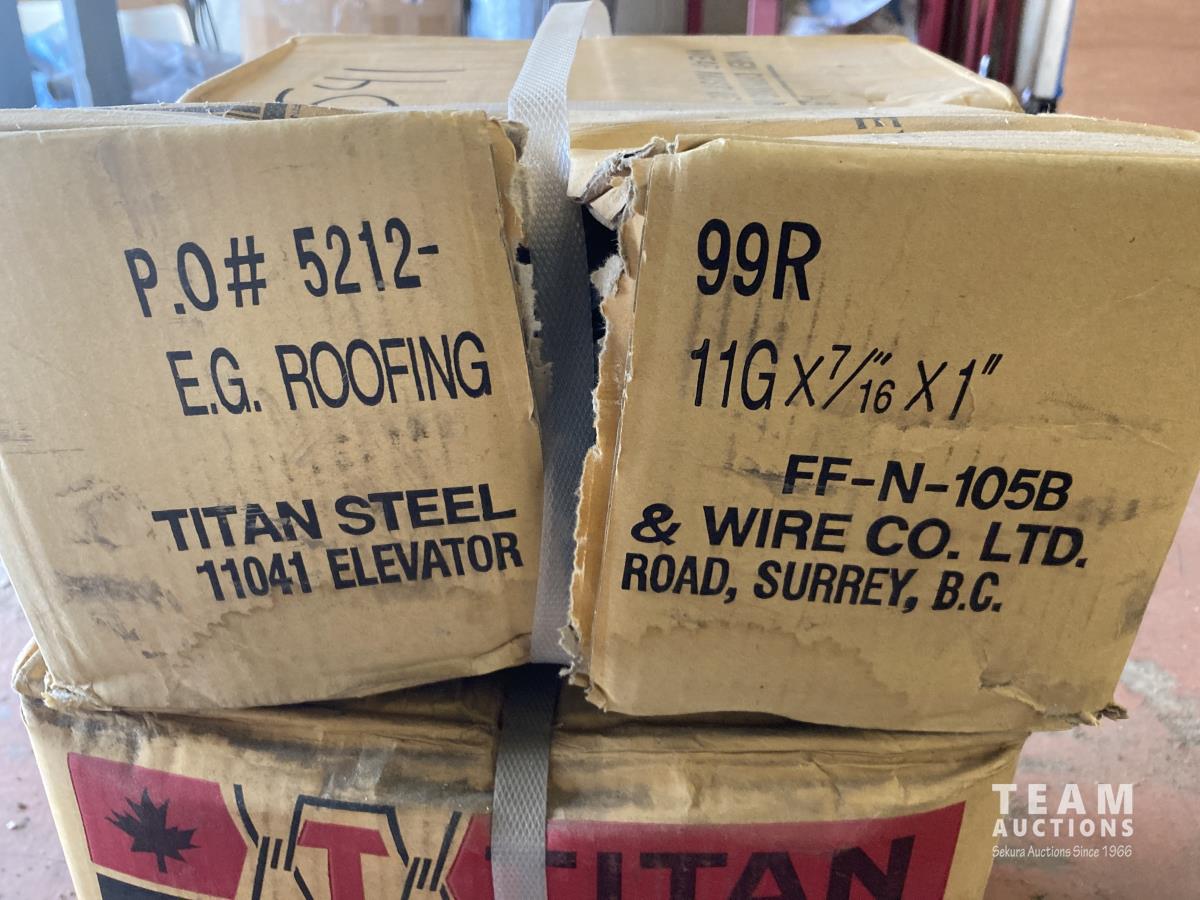 P.O# 5212-99R
E.G. ROOFING 11G X 7/16" X 1"
FF-N-105B
TITAN STEEL & WIRE CO. LTD.
11041 ELEVATOR ROAD, SURREY, B.C.
T TITAN
TEAM
AUCTIONS
Sekura Auctions Since 1966